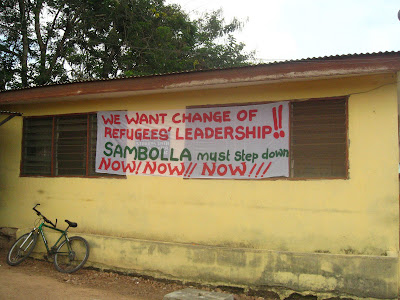 WE WANT CHANGE OF
REFUGEES' LEADERSHIP!!
SAMBOLLA must step down
NOW! NOW!! NOW!!!